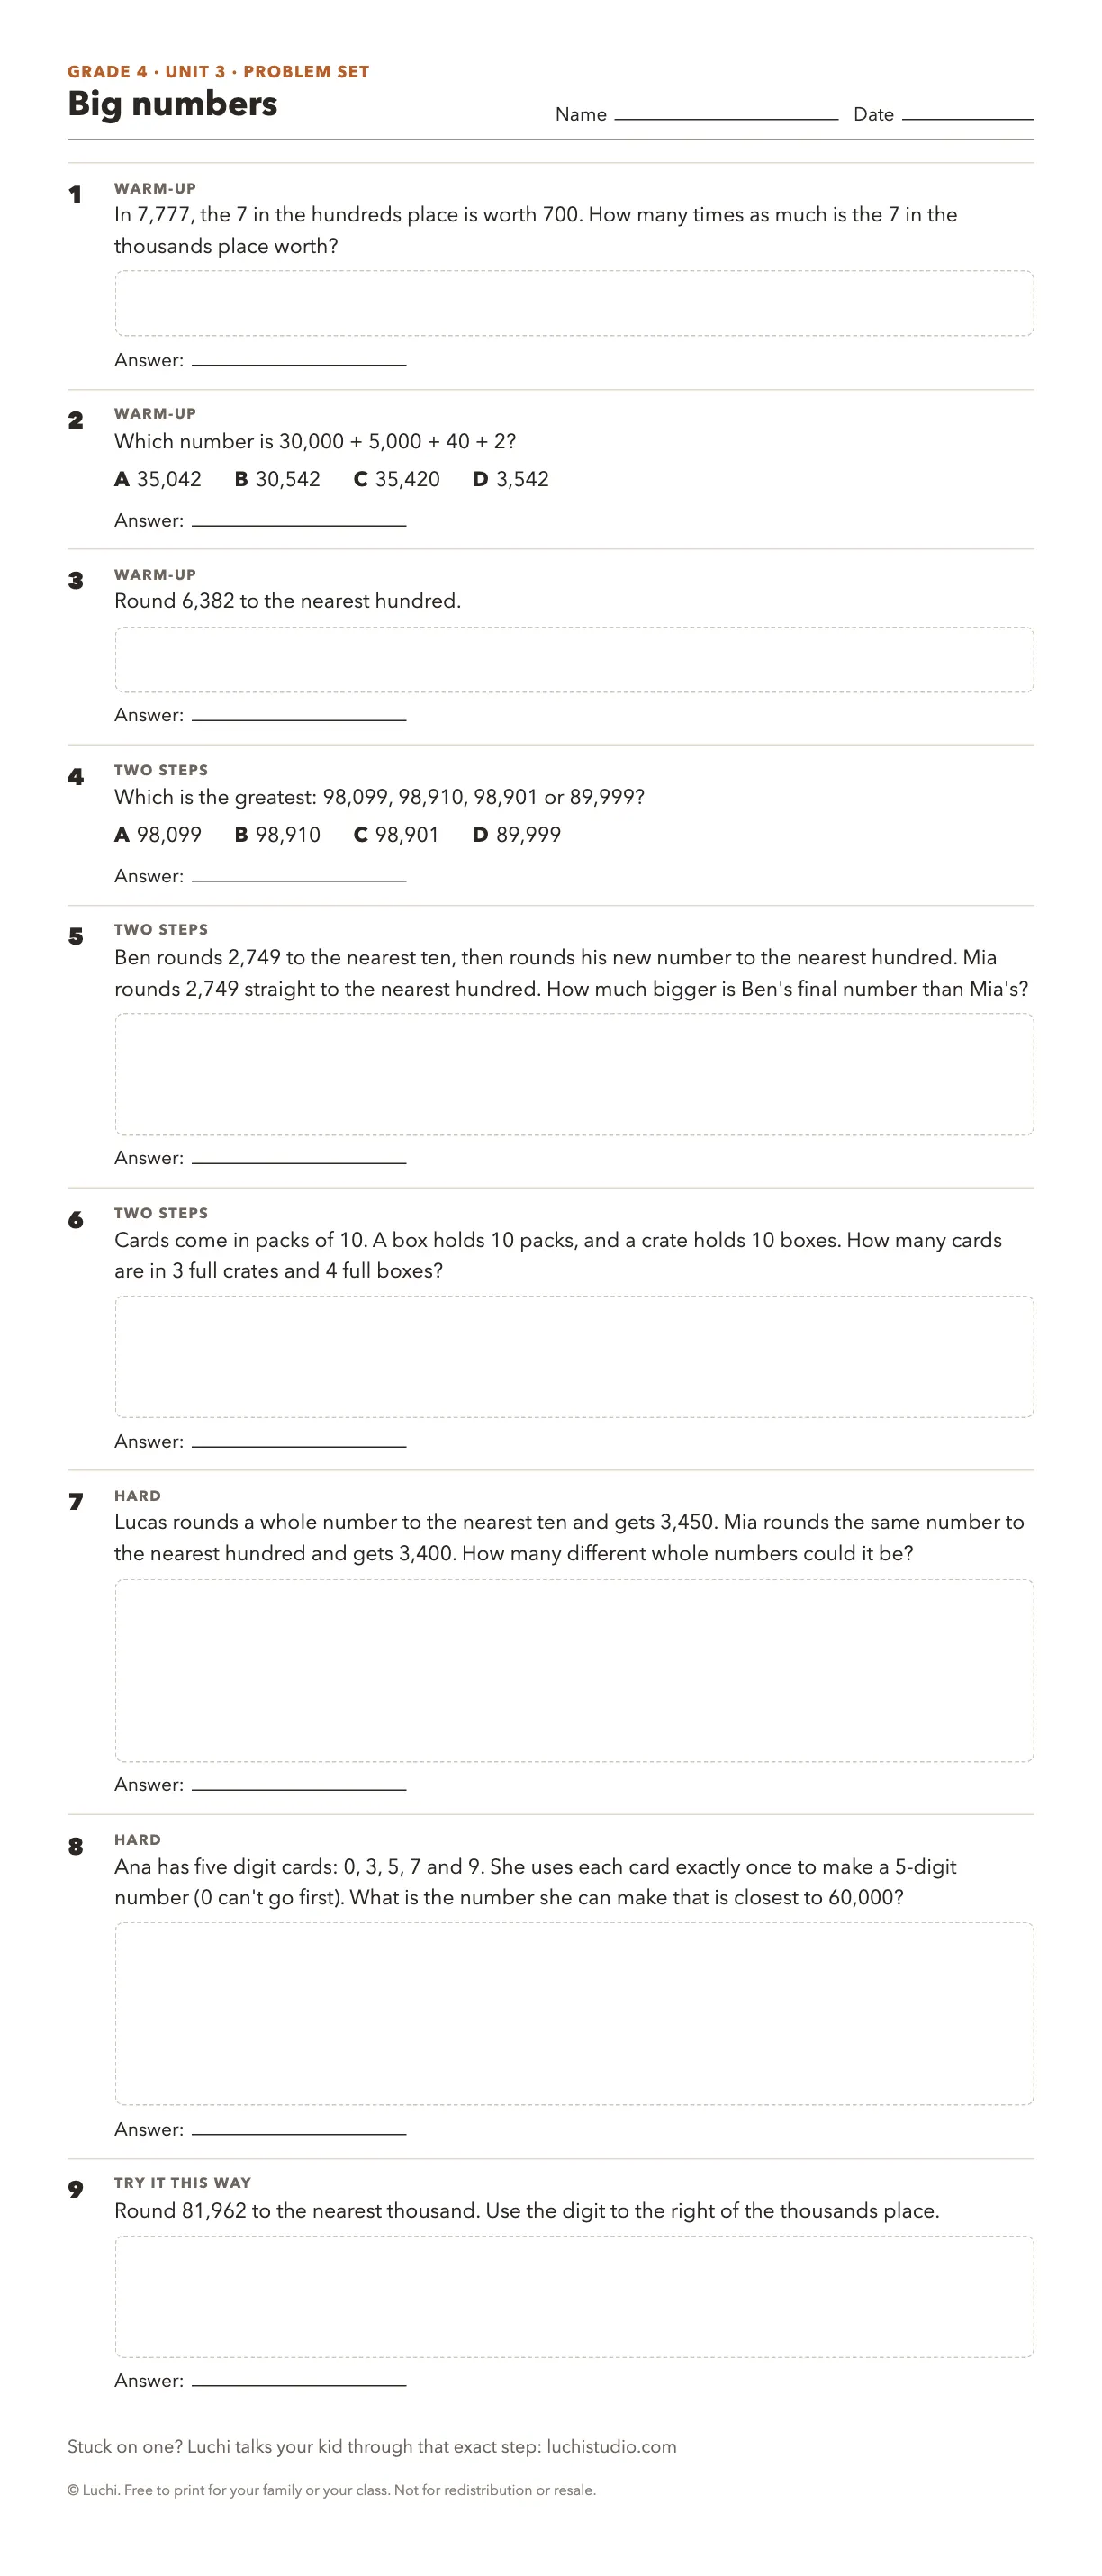 GRADE 4 · UNIT 3 · PROBLEM SET
Big numbers
Name Date
1
WARM-UP
In 7,777, the 7 in the hundreds place is worth 700. How many times as much is the 7 in the
thousands place worth?
Answer:
2
WARM-UP
Which number is 30,000 + 5,000 + 40 + 2?
A 35,042 B 30,542 C 35,420 D 3,542
Answer:
3
WARM-UP
Round 6,382 to the nearest hundred.
Answer:
4
TWO STEPS
Which is the greatest: 98,099, 98,910, 98,901 or 89,999?
A 98,099 B 98,910 C 98,901 D 89,999
Answer:
5
TWO STEPS
Ben rounds 2,749 to the nearest ten, then rounds his new number to the nearest hundred. Mia
rounds 2,749 straight to the nearest hundred. How much bigger is Ben's final number than Mia's?
Answer:
6
TWO STEPS
Cards come in packs of 10. A box holds 10 packs, and a crate holds 10 boxes. How many cards
are in 3 full crates and 4 full boxes?
Answer:
7
HARD
Lucas rounds a whole number to the nearest ten and gets 3,450. Mia rounds the same number to
the nearest hundred and gets 3,400. How many different whole numbers could it be?
Answer:
8
HARD
Ana has five digit cards: 0, 3, 5, 7 and 9. She uses each card exactly once to make a 5-digit
number (0 can't go first). What is the number she can make that is closest to 60,000?
Answer:
9
TRY IT THIS WAY
Round 81,962 to the nearest thousand. Use the digit to the right of the thousands place.
Answer:
Stuck on one? Luchi talks your kid through that exact step: luchistudio.com
© Luchi. Free to print for your family or your class. Not for redistribution or resale.